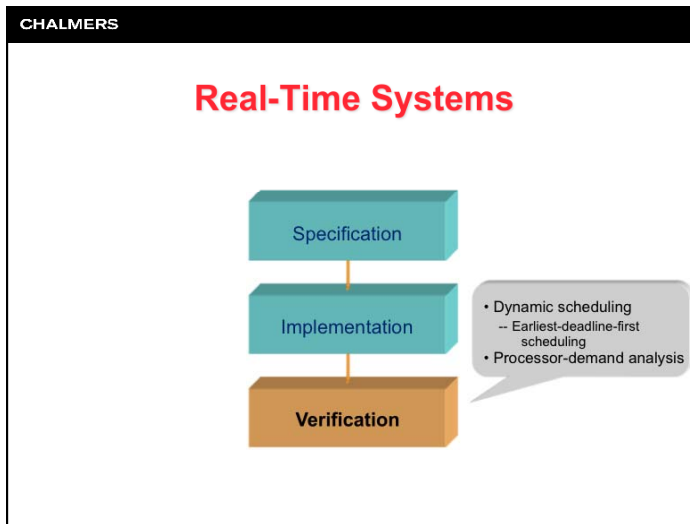 CHALMERS
Real-Time Systems
Specification
Implementation
Verification
• Dynamic scheduling
-- Earliest-deadline-first
scheduling
• Processor-demand analysis